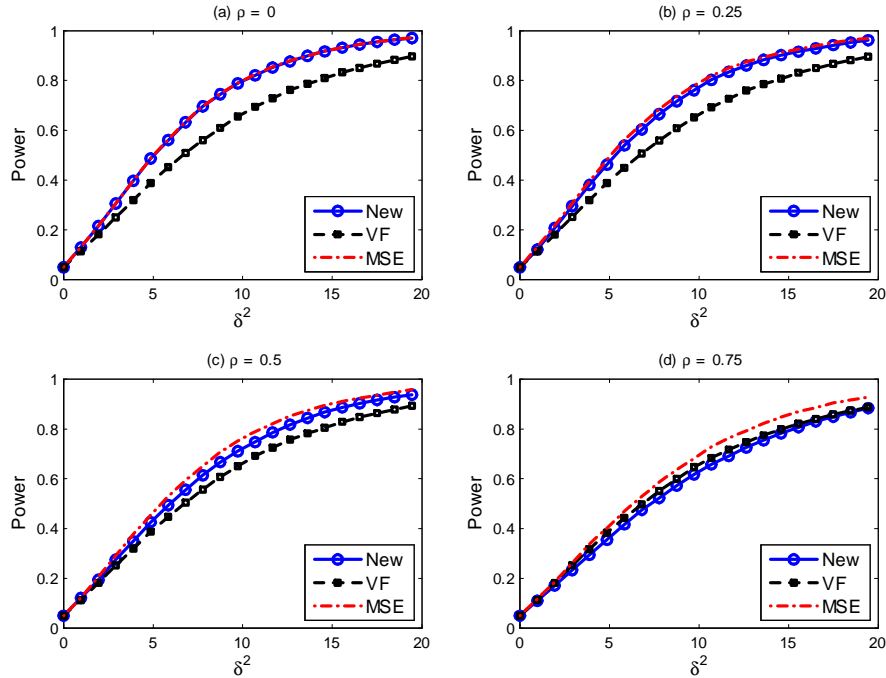 (a) ρ = 0
1
0.8
0.6
0.4
0.2
0
Power
New
VF
MSE
0 5 10 15 20
δ²
(b) ρ = 0.25
1
0.8
0.6
0.4
0.2
0
Power
New
VF
MSE
0 5 10 15 20
δ²
(c) ρ = 0.5
1
0.8
0.6
0.4
0.2
0
Power
New
VF
MSE
0 5 10 15 20
δ²
(d) ρ = 0.75
1
0.8
0.6
0.4
0.2
0
Power
New
VF
MSE
0 5 10 15 20
δ²